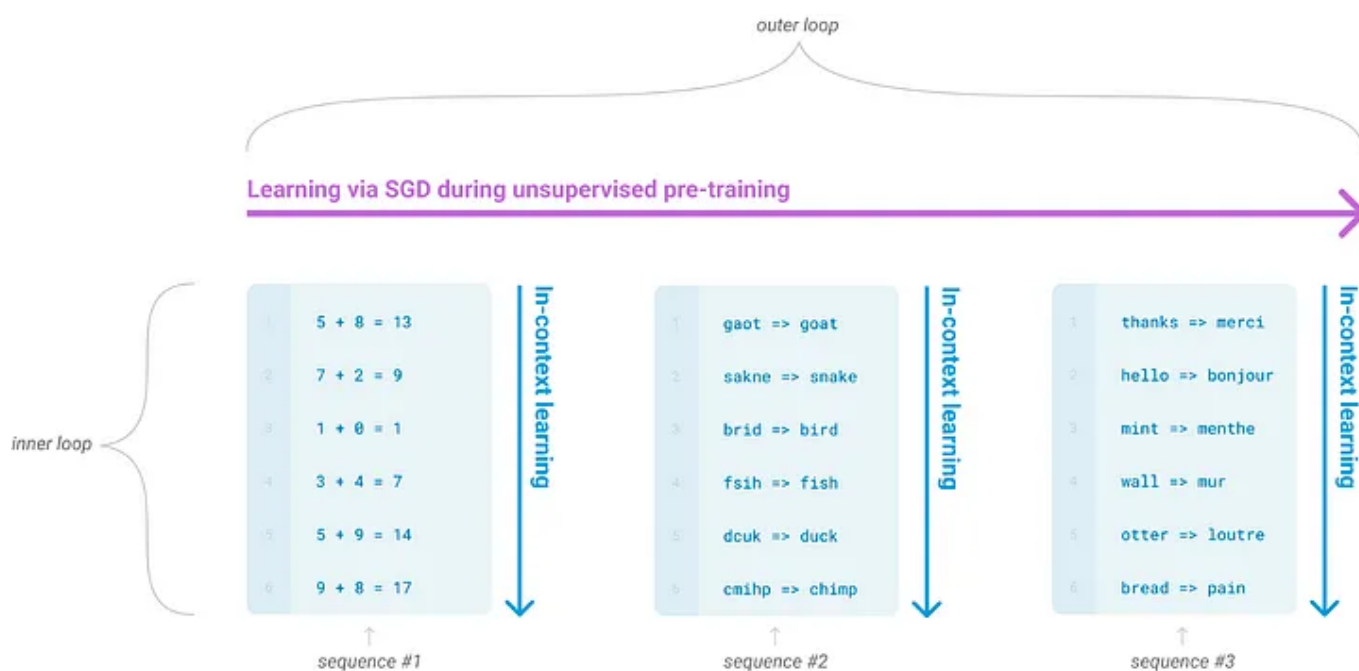 outer loop
Learning via SGD during unsupervised pre-training
inner loop
1
5 + 8 = 13
2
7 + 2 = 9
3
1 + 0 = 1
4
3 + 4 = 7
5
5 + 9 = 14
6
9 + 8 = 17
In-context learning
sequence #1
1
gaot => goat
2
sakne => snake
3
brid => bird
4
fsih => fish
5
dcuk => duck
6
cmihp => chimp
In-context learning
sequence #2
1
thanks => merci
2
hello => bonjour
3
mint => menthe
4
wall => mur
5
otter => loutre
6
bread => pain
In-context learning
sequence #3